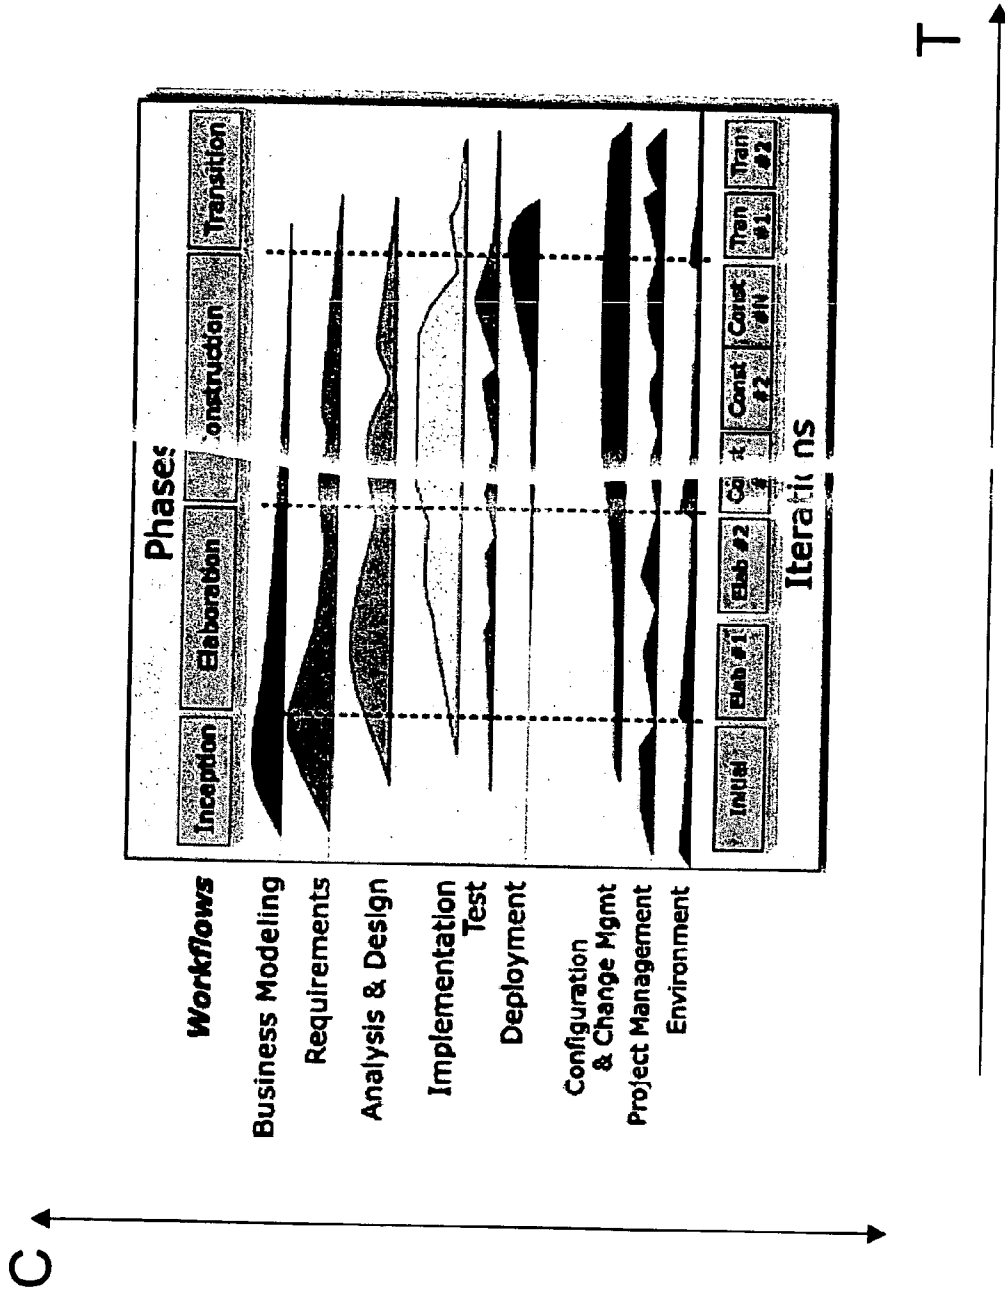 C
Phases
Workflows
Inception
Elaboration
onstruction
Transition
Business Modeling
Requirements
Analysis & Design
Implementation
Test
Deployment
Configuration
& Change Mgmt
Project Management
Environment
Initial
Elab #1
Elab #2
Co t
#
Const
#2
Const
#N
Tran
#1
Tran
#2
Iterati ns
T